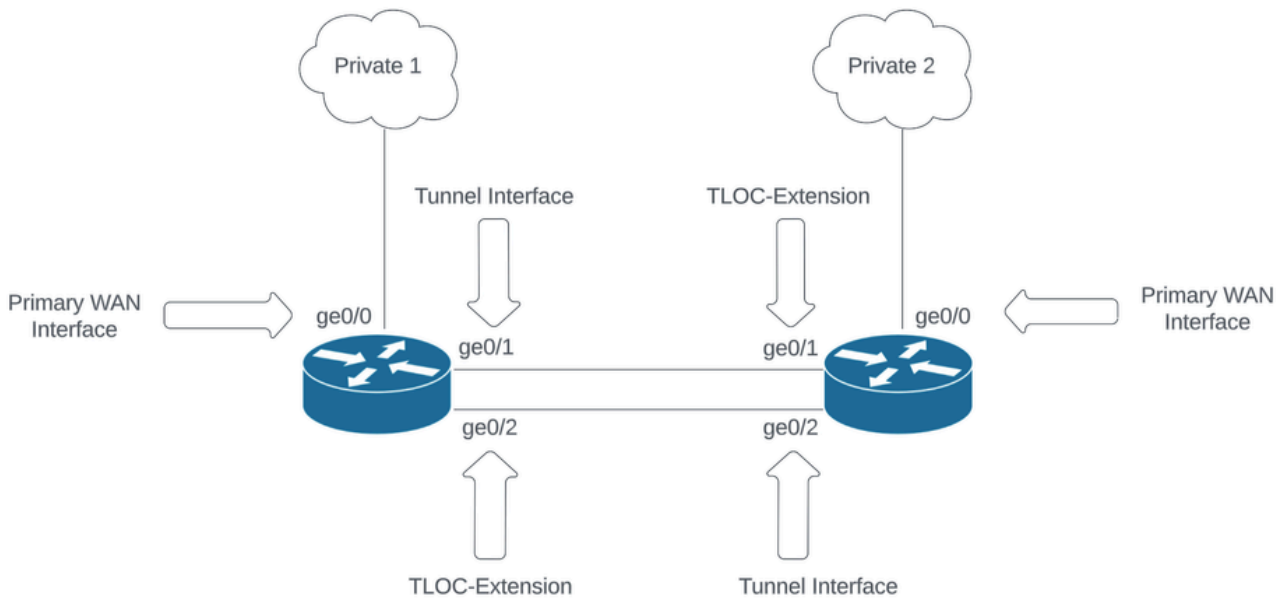 Private 1
Private 2
Tunnel Interface
TLOC-Extension
Primary WAN
Interface
ge0/0
ge0/0
Primary WAN
Interface
ge0/1
ge0/1
ge0/2
ge0/2
TLOC-Extension
Tunnel Interface